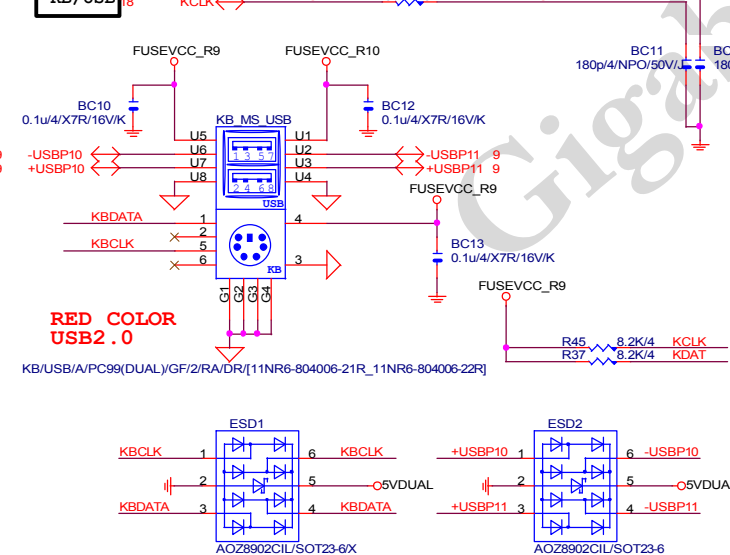 KB/USB
18 KCLK
FUSEVCC_R9 FUSEVCC_R10
BC11
180p/4/NPO/50V/J
BC10
0.1u/4/X7R/16V/K
BC12
0.1u/4/X7R/16V/K
KB_MS_USB
U5 U1
-USBP10 U6 U2 -USBP11 9
+USBP10 U7 U3 +USBP11 9
U8 U4
1 3 5 7
2 4 6 8
USB
FUSEVCC_R9
KBDATA 1 4
2
KBCLK 5
6 3
KB
BC13
0.1u/4/X7R/16V/K
G1 G2 G3 G4
FUSEVCC_R9
RED COLOR
USB2.0
R45 8.2K/4 KCLK
R37 8.2K/4 KDAT
KB/USB/A/PC99(DUAL)/GF/2/RA/DR/[11NR6-804006-21R_11NR6-804006-22R]
ESD1
KBCLK 1 6 KBCLK
2 5 5VDUAL
KBDATA 3 4 KBDATA
AOZ8902CIL/SOT23-6/X
ESD2
+USBP10 1 6 -USBP10
2 5 5VDUA
+USBP11 3 4 -USBP11
AOZ8902CIL/SOT23-6
Gigab